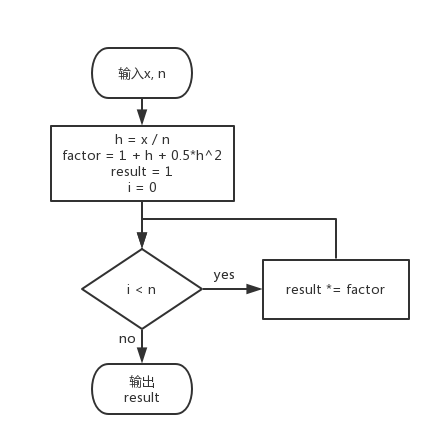 输入x, n
h = x / n
factor = 1 + h + 0.5*h^2
result = 1
i = 0
i < n
yes
result *= factor
no
输出
result